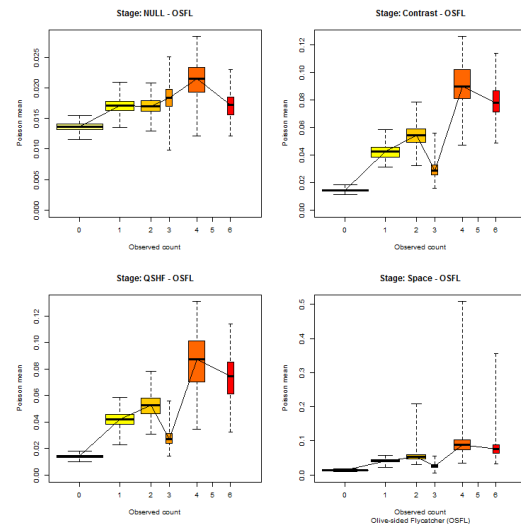 Stage: NULL - OSFL
Poisson mean
0.000 0.005 0.010 0.015 0.020 0.025
0 1 2 3 4 5 6
Observed count
Stage: Contrast - OSFL
Poisson mean
0.00 0.02 0.04 0.06 0.08 0.10 0.12
0 1 2 3 4 5 6
Observed count
Stage: QSHF - OSFL
Poisson mean
0.00 0.02 0.04 0.06 0.08 0.10 0.12
0 1 2 3 4 5 6
Observed count
Stage: Space - OSFL
Poisson mean
0.0 0.1 0.2 0.3 0.4 0.5
0 1 2 3 4 5 6
Observed count
Olive-sided Flycatcher (OSFL)